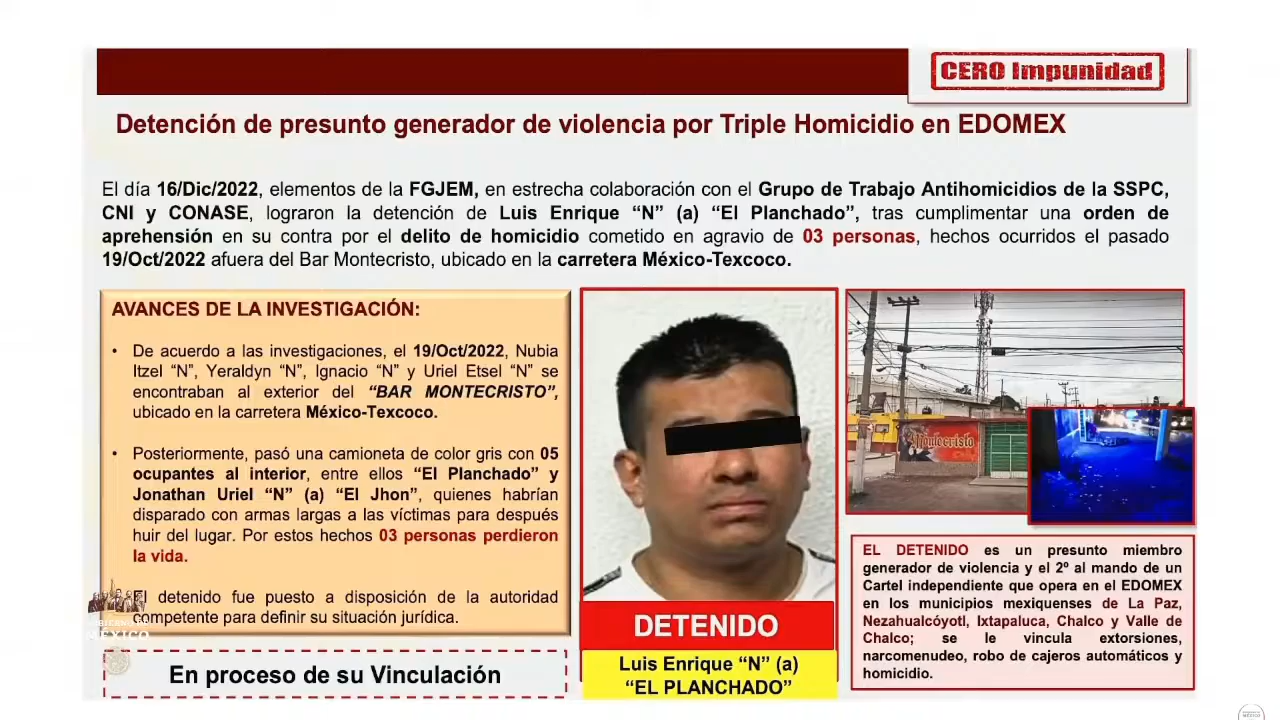 CERO Impunidad
Detención de presunto generador de violencia por Triple Homicidio en EDOMEX
El día 16/Dic/2022, elementos de la FGJEM, en estrecha colaboración con el Grupo de Trabajo Antihomicidios de la SSPC,
CNI y CONASE, lograron la detención de Luis Enrique “N” (a) “El Planchado”, tras cumplimentar una orden de
aprehensión en su contra por el delito de homicidio cometido en agravio de 03 personas, hechos ocurridos el pasado
19/Oct/2022 afuera del Bar Montecristo, ubicado en la carretera México-Texcoco.
AVANCES DE LA INVESTIGACIÓN:
• De acuerdo a las investigaciones, el 19/Oct/2022, Nubia
Itzel “N”, Yeraldyn “N”, Ignacio “N” y Uriel Etsel “N” se
encontraban al exterior del “BAR MONTECRISTO”,
ubicado en la carretera México-Texcoco.
• Posteriormente, pasó una camioneta de color gris con 05
ocupantes al interior, entre ellos “El Planchado” y
Jonathan Uriel “N” (a) “El Jhon”, quienes habrían
disparado con armas largas a las víctimas para después
huir del lugar. Por estos hechos 03 personas perdieron
la vida.
El detenido fue puesto a disposición de la autoridad
competente para definir su situación jurídica.
GOBIERNO DE
MÉXICO
En proceso de su Vinculación
DETENIDO
Luis Enrique “N” (a)
“EL PLANCHADO”
Montecristo
EL DETENIDO es un presunto miembro
generador de violencia y el 2º al mando de un
Cartel independiente que opera en el EDOMEX
en los municipios mexiquenses de La Paz,
Nezahualcóyotl, Ixtapaluca, Chalco y Valle de
Chalco; se le vincula extorsiones,
narcomenudeo, robo de cajeros automáticos y
homicidio.